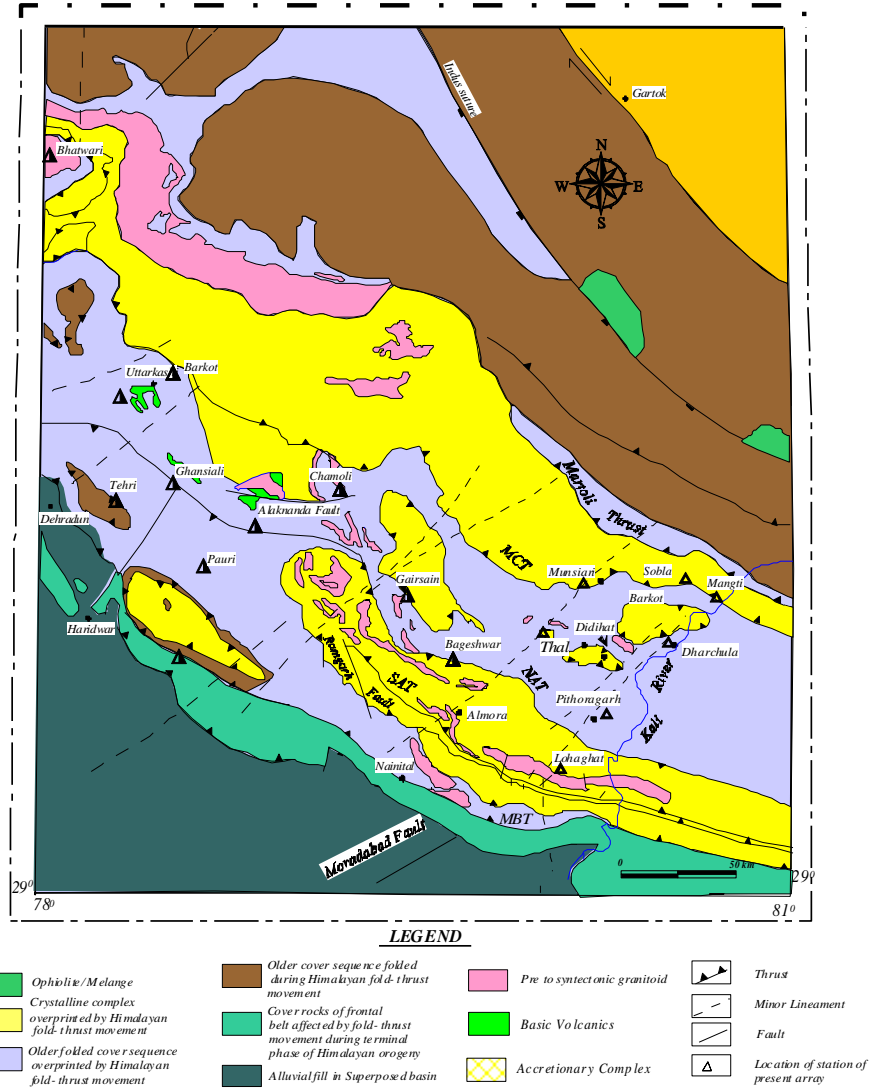 Indus suture
Gartok
N
W E
S
Bhatwari
Uttarkas
Barkot
Ghansiali
Chamoli
Tehri
Alaknanda Fault
Dehradun
Martoli Thrust
Pauri
MCT
Munsiari
Sobla
Mangti
Gairsain
Barkot
Haridwar
Didihat
Thal
Dharchula
Bageshwar
Ramgarh Fault
SAT
NAT
Kali River
Pithoragarh
Almora
Lohaghat
Nainital
MBT
Moradabad Fault
0 50 km
29⁰ 29⁰
78⁰ 81⁰
LEGEND
Ophiolite/Melange
Crystalline complex
overprinted by Himalayan
fold-thrust movement
Older folded cover sequence
overprinted by Himalayan
fold-thrust movement
Older cover sequence folded
during Himalayan fold-thrust
movement
Cover rocks of frontal
belt affected by fold-thrust
movement during terminal
phase of Himalayan orogeny
Alluvial fill in Superposed basin
Pre to syntectonic granitoid
Basic Volcanics
Accretionary Complex
Thrust
Minor Lineament
Fault
Location of station of
present array